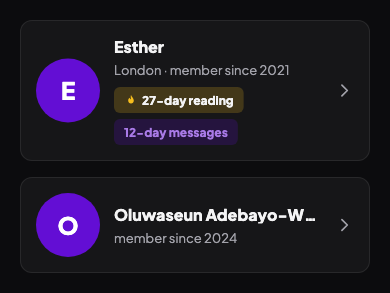 E
Esther
London · member since 2021
27-day reading
12-day messages
O
Oluwaseun Adebayo-W…
member since 2024